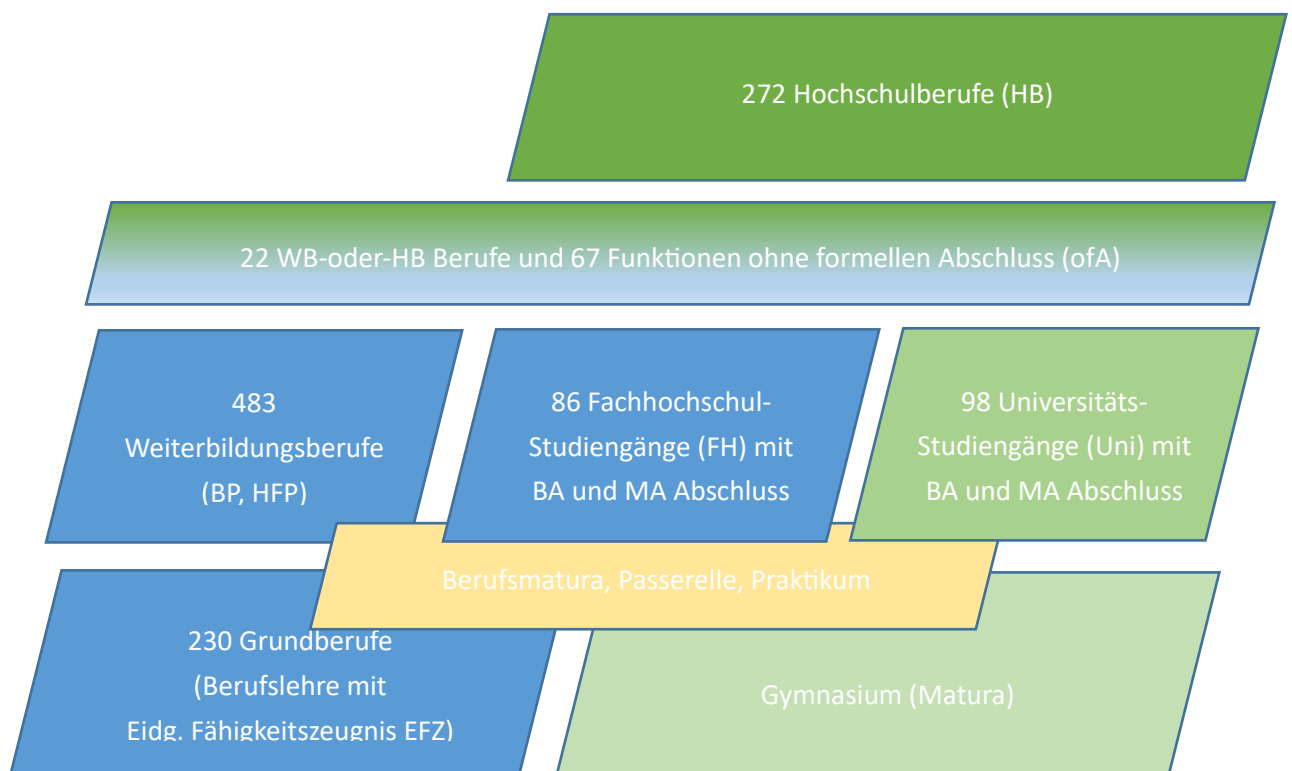 272 Hochschulberufe (HB)
22 WB-oder-HB Berufe und 67 Funktionen ohne formellen Abschluss (ofA)
483
Weiterbildungsberufe
(BP, HFP)
86 Fachhochschul-
Studiengänge (FH) mit
BA und MA Abschluss
98 Universitäts-
Studiengänge (Uni) mit
BA und MA Abschluss
Berufsmatura, Passerelle, Praktikum
230 Grundberufe
(Berufslehre mit
Eidg. Fähigkeitszeugnis EFZ)
Gymnasium (Matura)